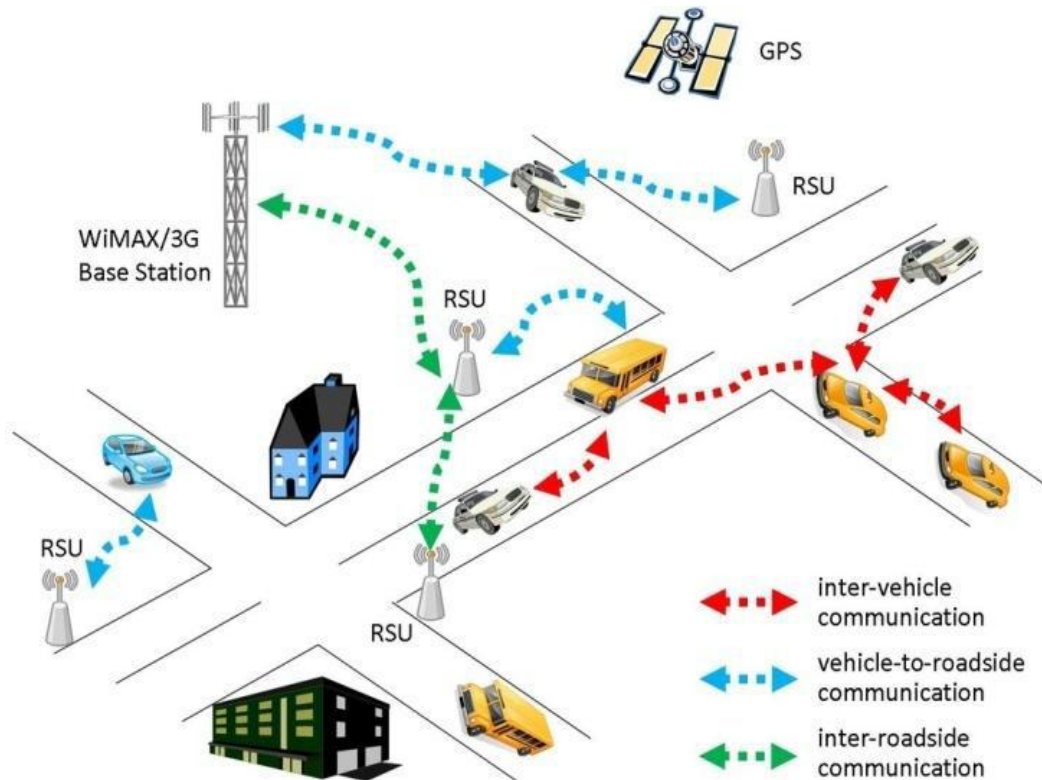 GPS
RSU
WiMAX/3G
Base Station
RSU
RSU
RSU
inter-vehicle
communication
vehicle-to-roadside
communication
inter-roadside
communication